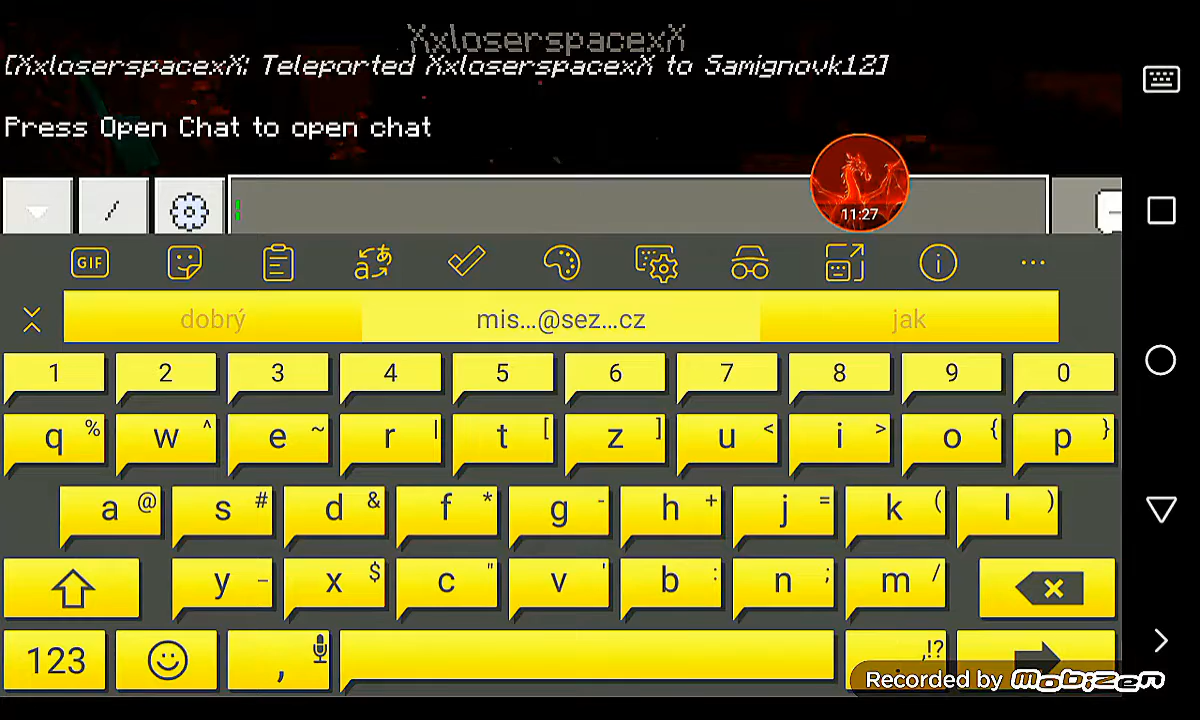 XxloserspacexX
[XxloserspacexX: Teleported XxloserspacexX to Samignovk12]
Press Open Chat to open chat
/
11:27
GIF
dobrý mis...@sez...cz jak
1 2 3 4 5 6 7 8 9 0
q % w ^ e ~ r | t [ z ] u < i > o { p }
a @ s # d & f * g - h + j = k ( l )
y _ x $ c " v ' b : n ; m /
123 , ,!?
Recorded by mobizen